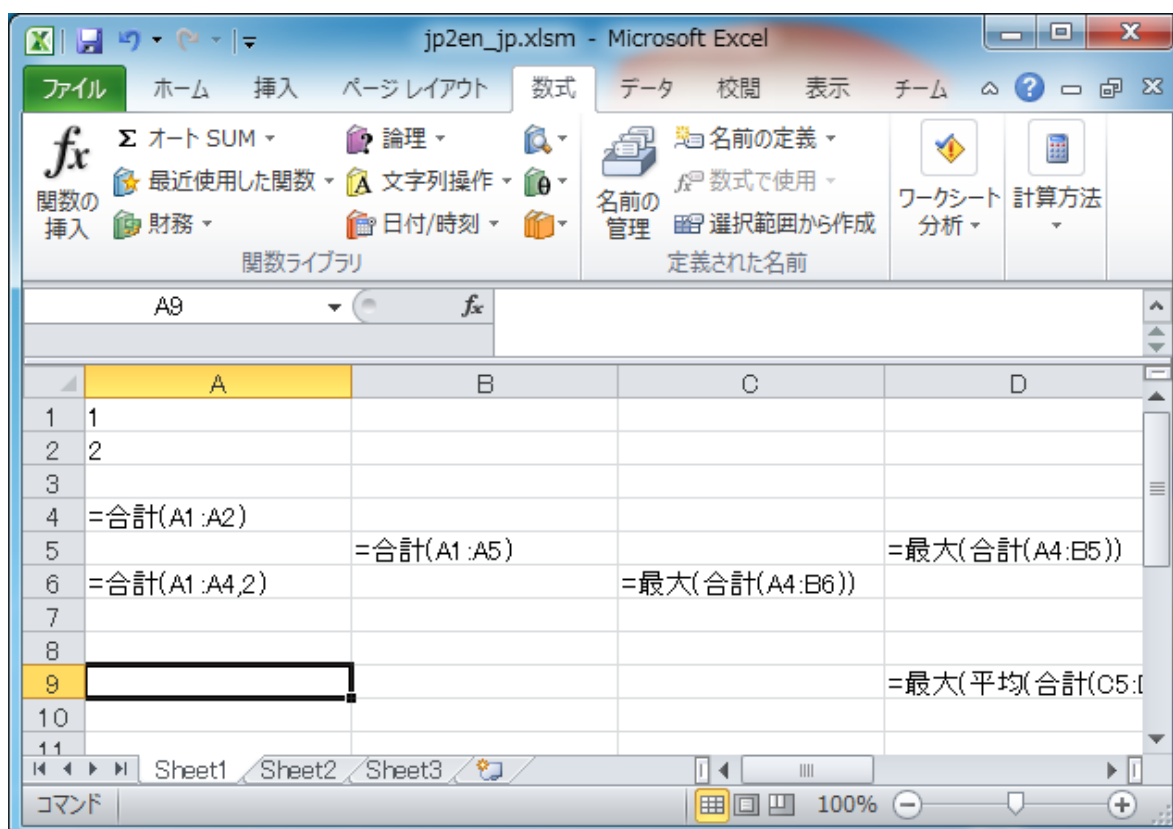 jp2en_jp.xlsm - Microsoft Excel
ファイル ホーム 挿入 ページ レイアウト 数式 データ 校閲 表示 チーム
fx 関数の挿入
Σ オート SUM
最近使用した関数
財務
論理
文字列操作
日付/時刻
関数ライブラリ
名前の管理
名前の定義
数式で使用
選択範囲から作成
定義された名前
ワークシート分析
計算方法
A9 fx
A B C D
1 1
2 2
3
4 =合計(A1:A2)
5 =合計(A1:A5) =最大(合計(A4:B5))
6 =合計(A1:A4,2) =最大(合計(A4:B6))
7
8
9 =最大(平均(合計(C5:
10
11
Sheet1 Sheet2 Sheet3
コマンド 100%